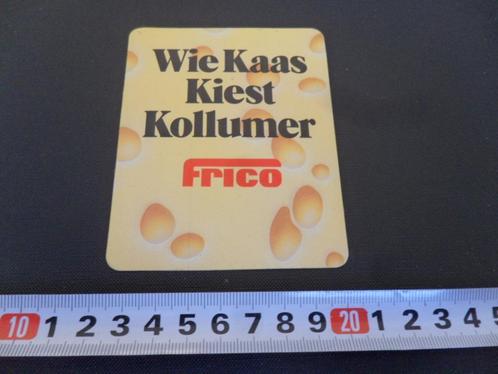 Wie Kaas
Kiest
Kollumer
Frico
10 1 2 3 4 5 6 7 8 9 20 1 2 3 4 5